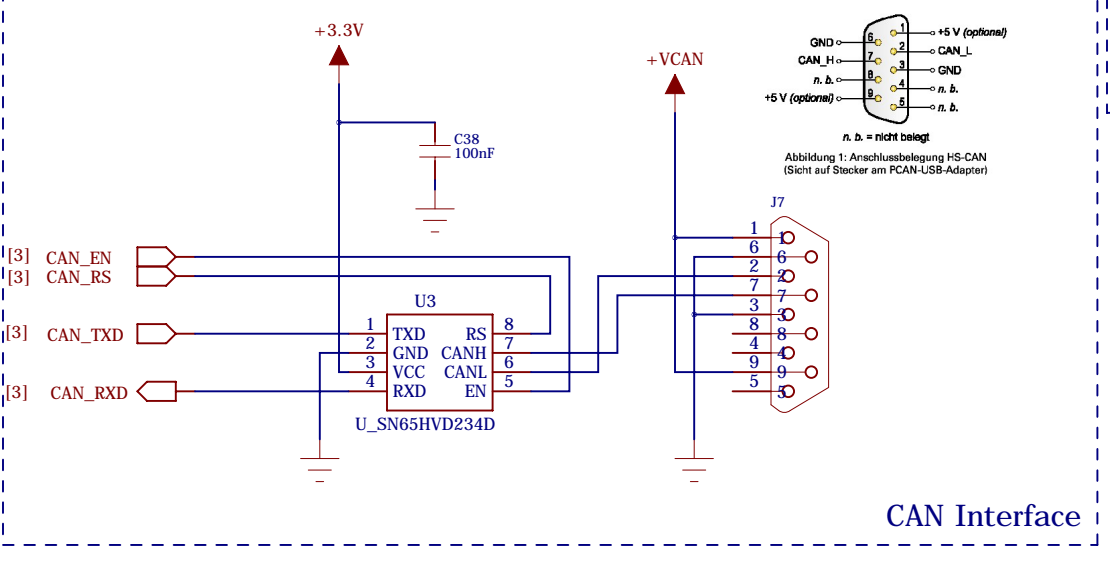 +3.3V
+VCAN
C38
100nF
GND
CAN_H
n. b.
+5 V (optional)
6
7
8
9
1
2
3
4
5
+5 V (optional)
CAN_L
GND
n. b.
n. b.
n. b. = nicht belegt
Abbildung 1: Anschlussbelegung HS-CAN
(Sicht auf Stecker am PCAN-USB-Adapter)
[3] CAN_EN
[3] CAN_RS
[3] CAN_TXD
[3] CAN_RXD
U3
1 TXD RS 8
2 GND CANH 7
3 VCC CANL 6
4 RXD EN 5
U_SN65HVD234D
J7
1 1
6 6
2 2
7 7
3 3
8 8
4 4
9 9
5 5
CAN Interface